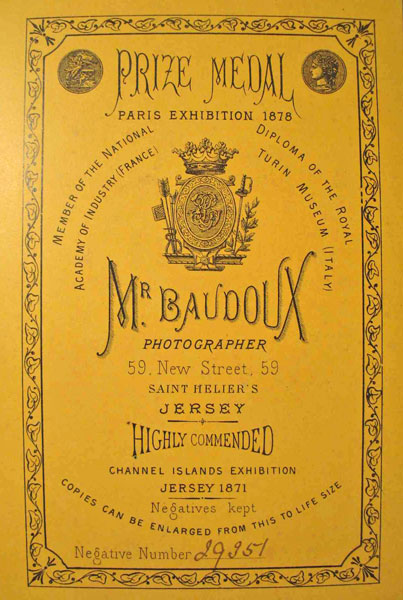 PRIZE MEDAL
PARIS EXHIBITION 1878
MEMBER OF THE NATIONAL
ACADEMY OF INDUSTRY (FRANCE)
DIPLOMA OF THE ROYAL
TURIN MUSEUM (ITALY)
MR. BAUDOUX
PHOTOGRAPHER
59, New Street, 59
SAINT HELIER'S
JERSEY
HIGHLY COMMENDED
CHANNEL ISLANDS EXHIBITION
JERSEY 1871
Negatives kept
COPIES CAN BE ENLARGED FROM THIS TO LIFE SIZE
Negative Number 29351